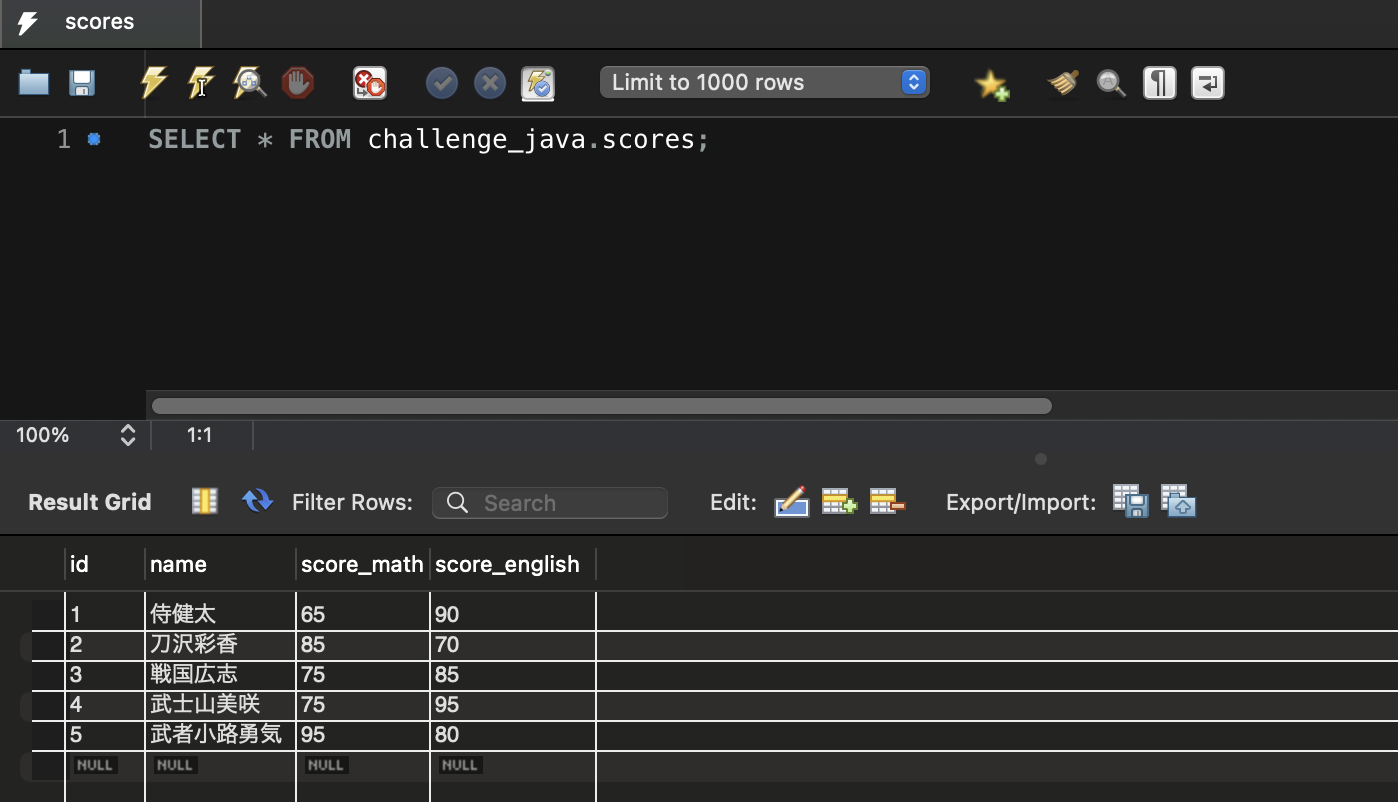 scores
Limit to 1000 rows
1 SELECT * FROM challenge_java.scores;
100% 1:1
Result Grid Filter Rows: Search Edit: Export/Import:
id name score_math score_english
1 侍健太 65 90
2 刀沢彩香 85 70
3 戦国広志 75 85
4 武士山美咲 75 95
5 武者小路勇気 95 80
NULL NULL NULL NULL